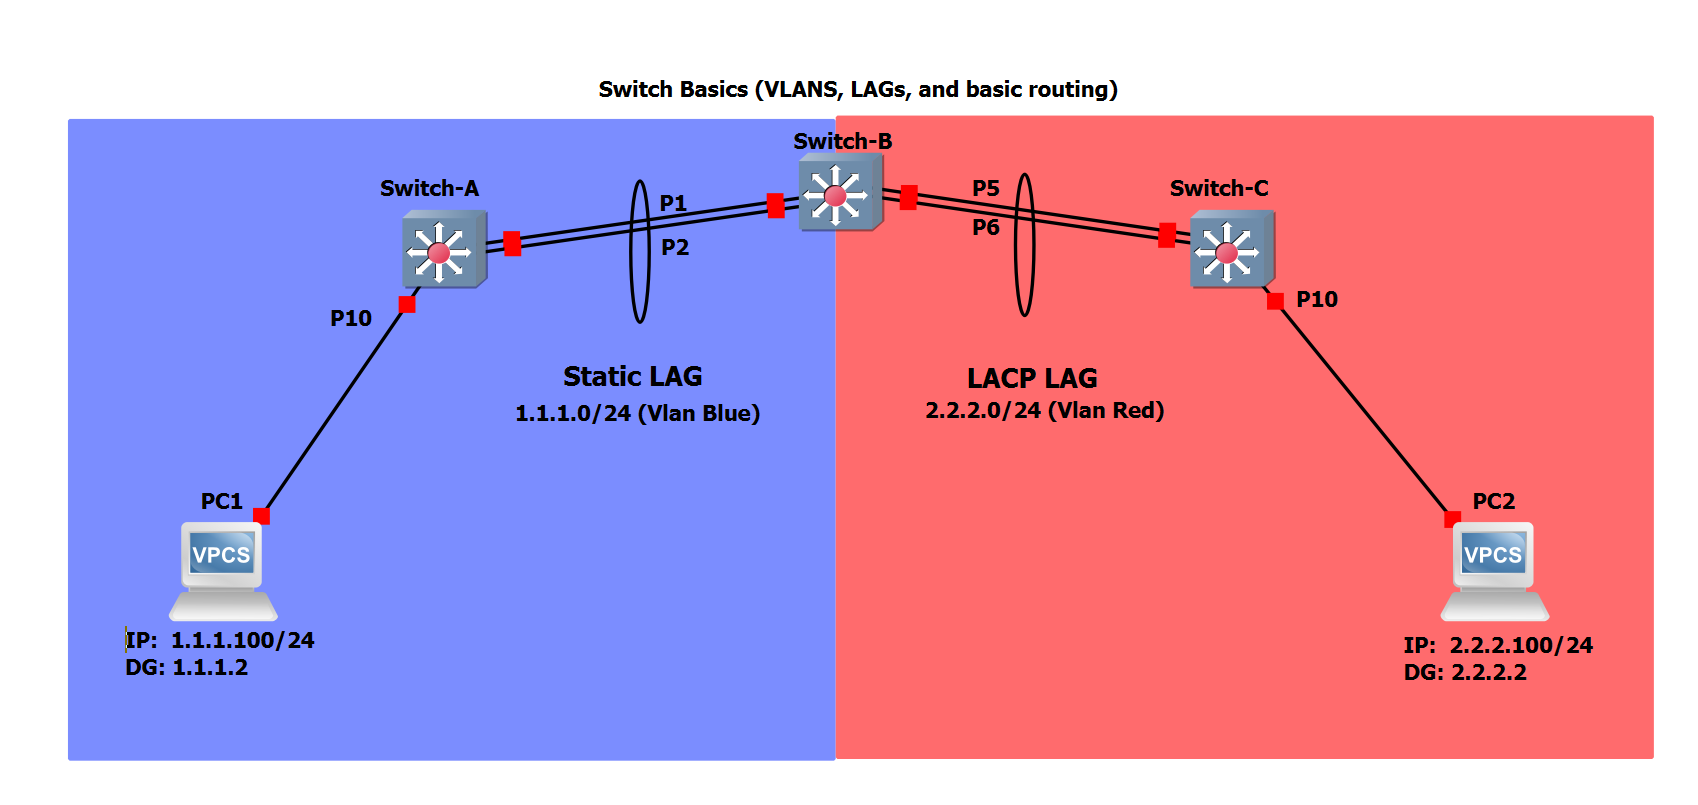 Switch Basics (VLANS, LAGs, and basic routing)
Switch-B
Switch-A
P1
P2
P5
P6
Switch-C
P10
P10
Static LAG
1.1.1.0/24 (Vlan Blue)
LACP LAG
2.2.2.0/24 (Vlan Red)
PC1
VPCS
IP:  1.1.1.100/24
DG: 1.1.1.2
PC2
VPCS
IP:  2.2.2.100/24
DG: 2.2.2.2